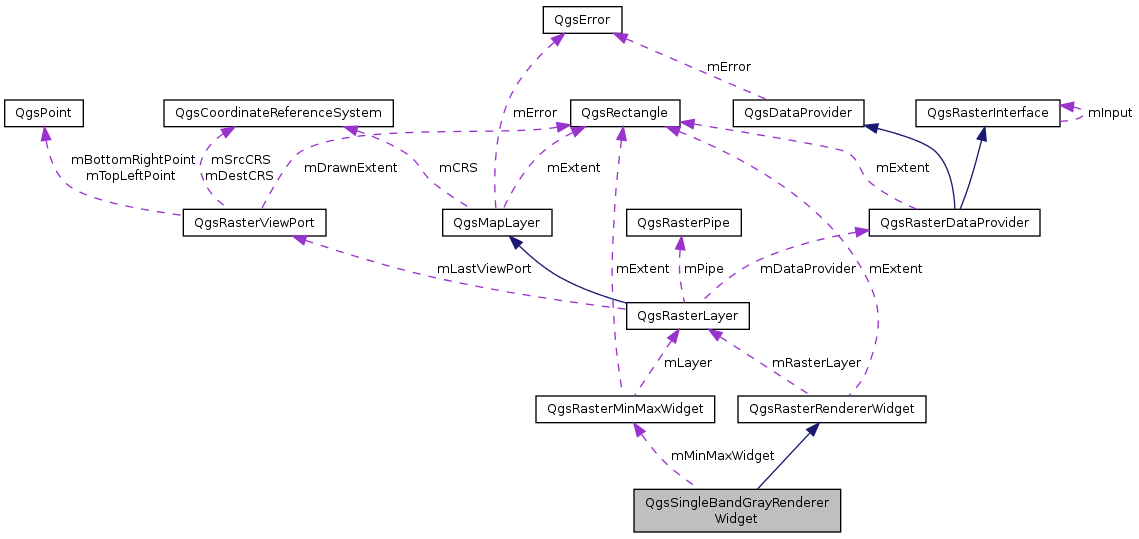 QgsError
mError
QgsPoint
QgsCoordinateReferenceSystem
mError
QgsRectangle
QgsDataProvider
QgsRasterInterface
mInput
mBottomRightPoint
mTopLeftPoint
mSrcCRS
mDestCRS
mDrawnExtent
mCRS
mExtent
mExtent
QgsRasterViewPort
QgsMapLayer
QgsRasterPipe
QgsRasterDataProvider
mLastViewPort
mExtent
mPipe
mDataProvider
mExtent
QgsRasterLayer
mLayer
mRasterLayer
QgsRasterMinMaxWidget
QgsRasterRendererWidget
mMinMaxWidget
QgsSingleBandGrayRenderer
Widget